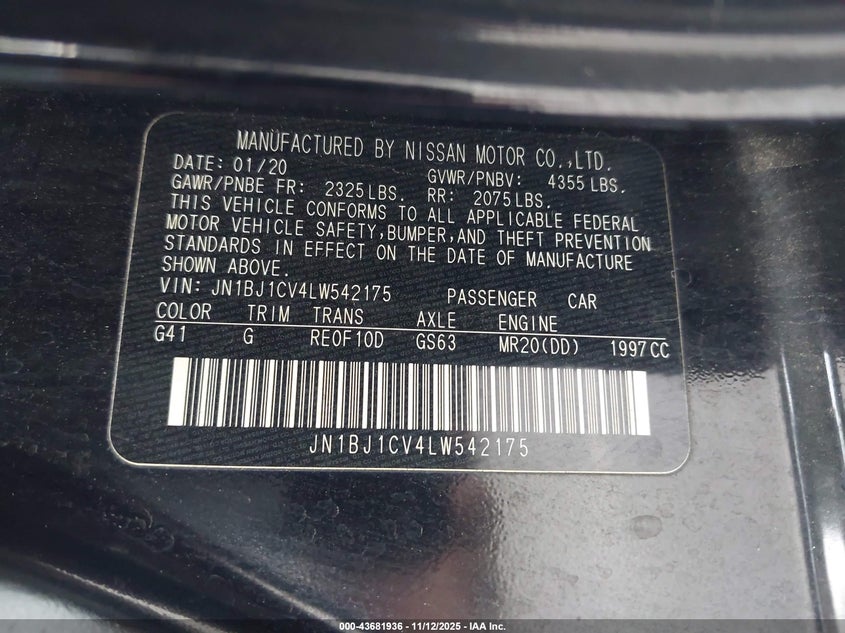 MANUFACTURED BY NISSAN MOTOR CO.,LTD.
DATE: 01/20 GVWR/PNBV: 4355 LBS.
GAWR/PNBE FR: 2325 LBS. RR: 2075 LBS.
THIS VEHICLE CONFORMS TO ALL APPLICABLE FEDERAL
MOTOR VEHICLE SAFETY, BUMPER, AND THEFT PREVENTION
STANDARDS IN EFFECT ON THE DATE OF MANUFACTURE
SHOWN ABOVE.
VIN: JN1BJ1CV4LW542175 PASSENGER CAR
COLOR TRIM TRANS AXLE ENGINE
G41 G RE0F10D GS63 MR20(DD) 1997CC
JN1BJ1CV4LW542175
000-43681936 - 11/12/2025 - IAA Inc.